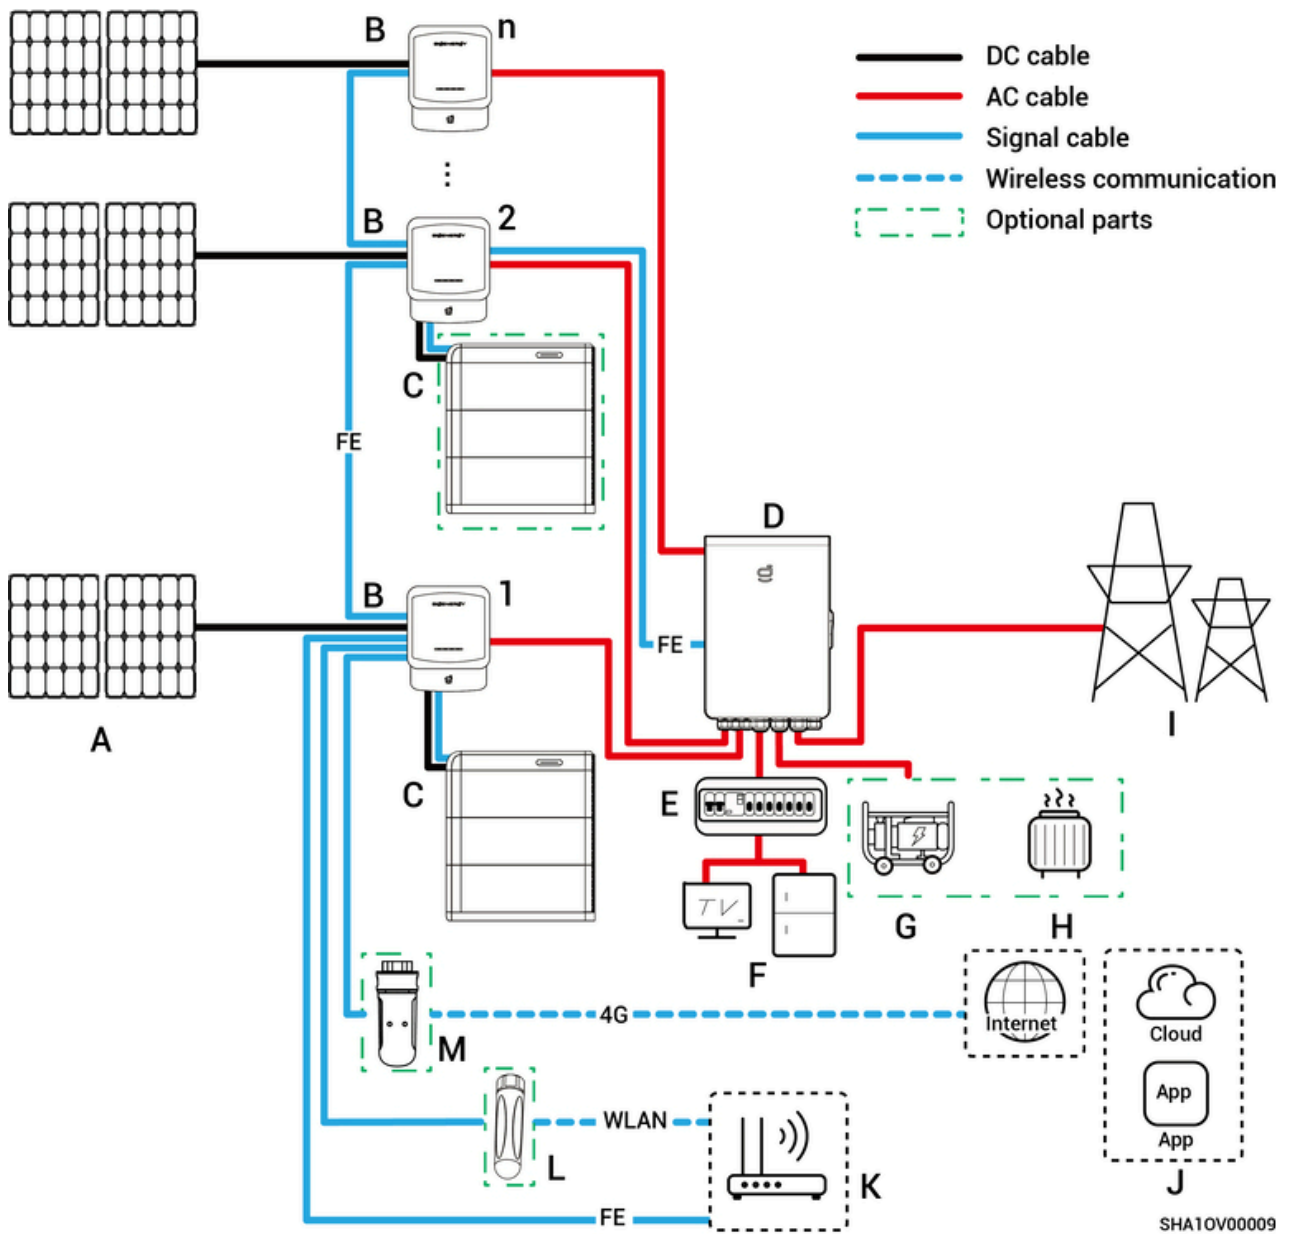 B
n
DC cable
AC cable
Signal cable
Wireless communication
Optional parts
B
2
C
FE
D
B
1
FE
A
I
C
E
TV
G
H
F
4G
Internet
Cloud
M
App
App
WLAN
L
K
J
FE
SHA10V00009